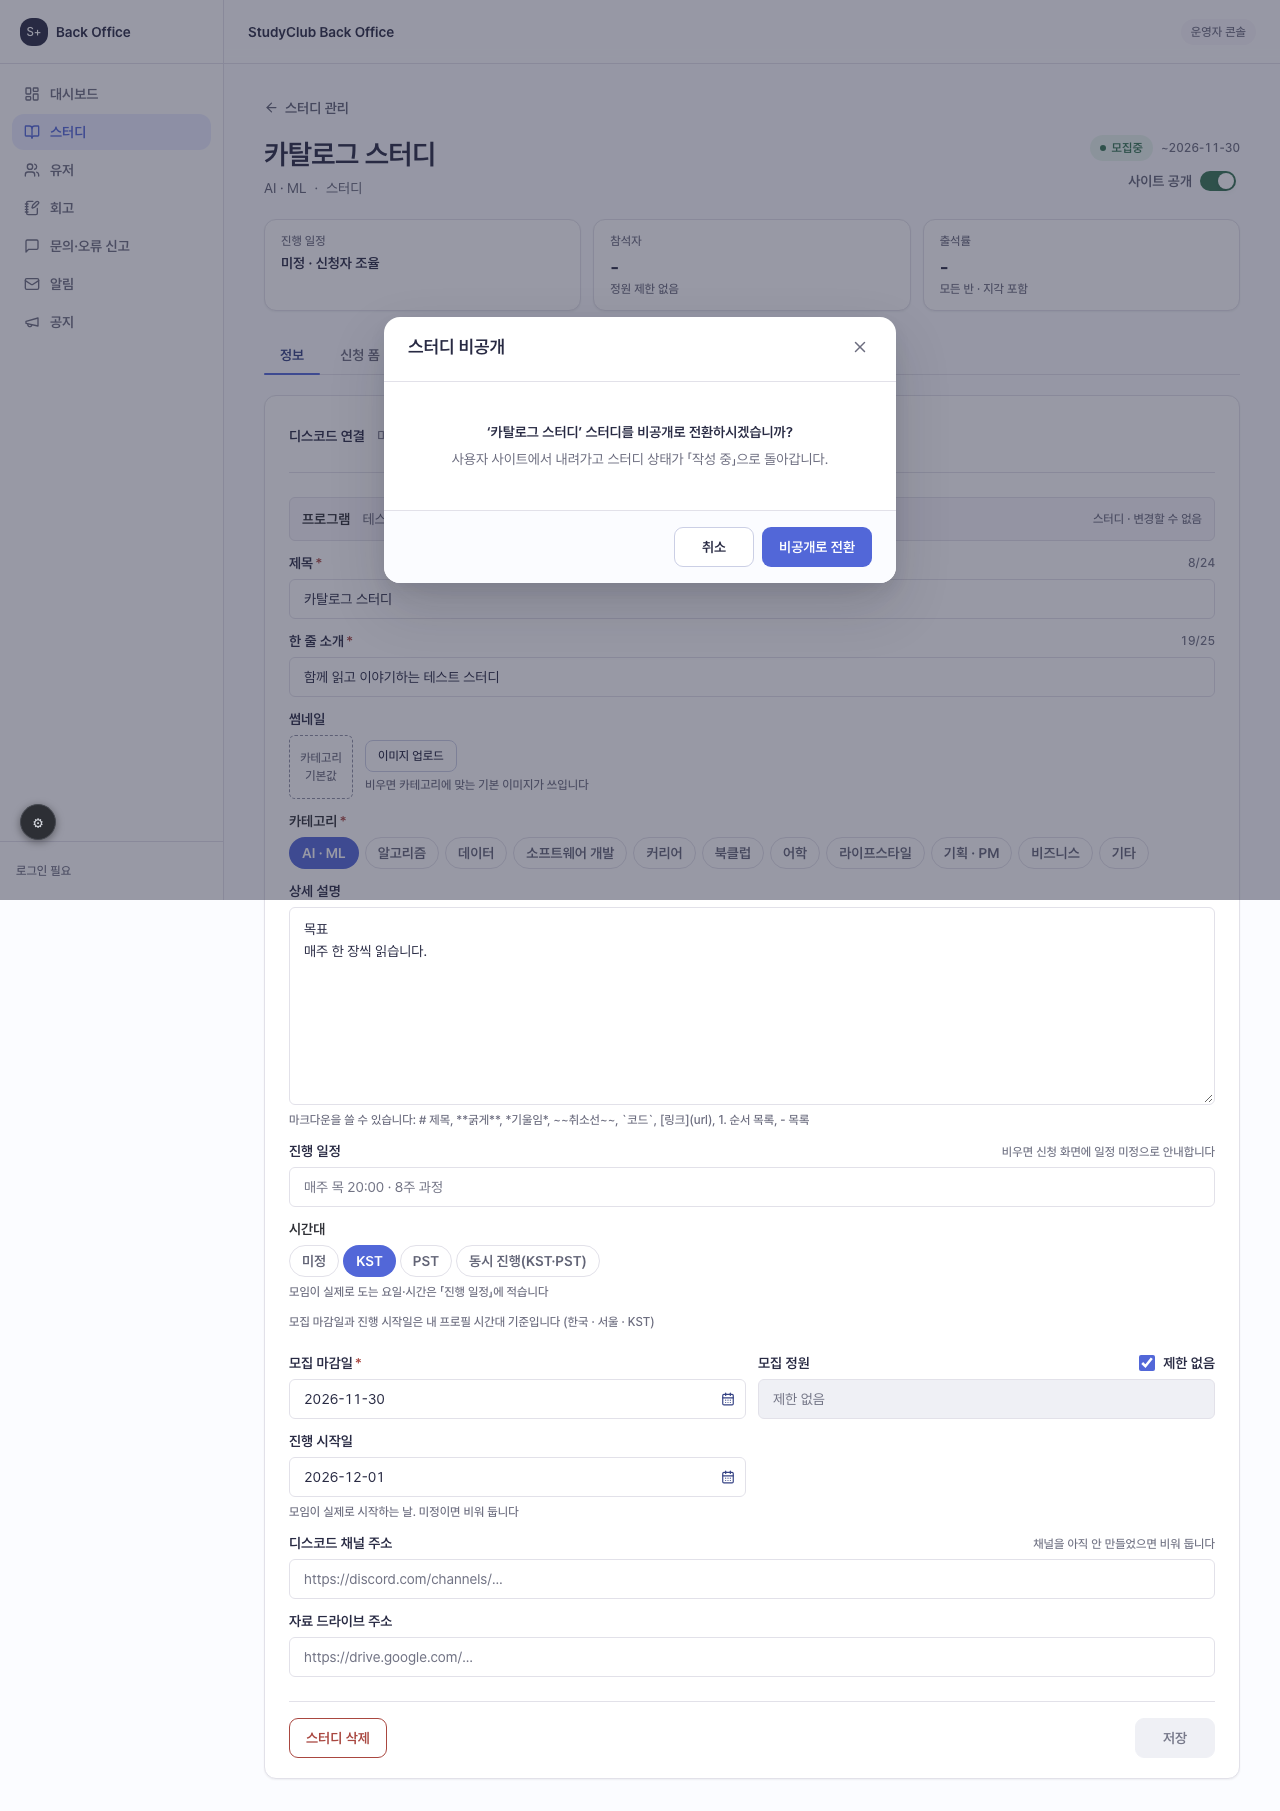 S+ Back Office
StudyClub Back Office
운영자 콘솔
대시보드
스터디
유저
회고
문의·오류 신고
알림
공지
로그인 필요
← 스터디 관리
카탈로그 스터디
AI · ML · 스터디
모집중 ~2026-11-30
사이트 공개
진행 일정
미정 · 신청자 조율
참석자
–
정원 제한 없음
출석률
–
모든 반 · 지각 포함
정보 신청 폼
스터디 비공개
‘카탈로그 스터디’ 스터디를 비공개로 전환하시겠습니까?
사용자 사이트에서 내려가고 스터디 상태가 「작성 중」으로 돌아갑니다.
취소 비공개로 전환
디스코드 연결
프로그램 스터디 · 변경할 수 없음
제목 * 8/24
카탈로그 스터디
한 줄 소개 * 19/25
함께 읽고 이야기하는 테스트 스터디
썸네일
카테고리
기본값
이미지 업로드
비우면 카테고리에 맞는 기본 이미지가 쓰입니다
카테고리 *
AI · ML 알고리즘 데이터 소프트웨어 개발 커리어 북클럽 어학 라이프스타일 기획 · PM 비즈니스 기타
상세 설명
목표
매주 한 장씩 읽습니다.
마크다운을 쓸 수 있습니다: # 제목, **굵게**, *기울임*, ~~취소선~~, `코드`, [링크](url), 1. 순서 목록, - 목록
진행 일정 비우면 신청 화면에 일정 미정으로 안내합니다
매주 목 20:00 · 8주 과정
시간대
미정 KST PST 동시 진행(KST·PST)
모임이 실제로 도는 요일·시간은 「진행 일정」에 적습니다
모집 마감일과 진행 시작일은 내 프로필 시간대 기준입니다 (한국 · 서울 · KST)
모집 마감일 *
2026-11-30
모집 정원 제한 없음
제한 없음
진행 시작일
2026-12-01
모임이 실제로 시작하는 날. 미정이면 비워 둡니다
디스코드 채널 주소 채널을 아직 안 만들었으면 비워 둡니다
https://discord.com/channels/...
자료 드라이브 주소
https://drive.google.com/...
스터디 삭제 저장